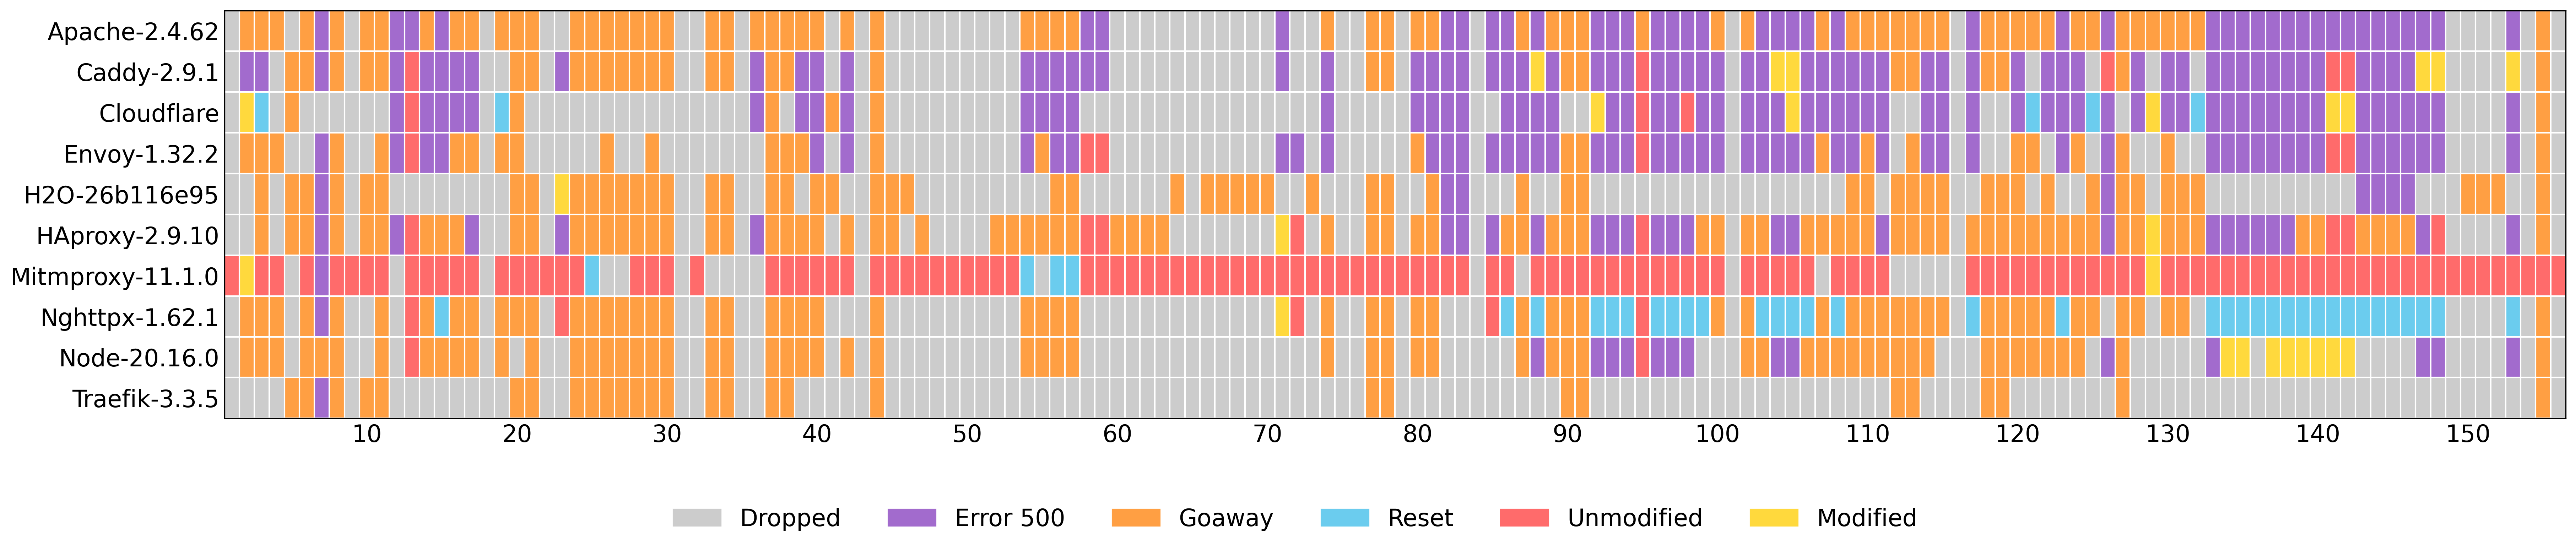 Apache-2.4.62
Caddy-2.9.1
Cloudflare
Envoy-1.32.2
H2O-26b116e95
HAproxy-2.9.10
Mitmproxy-11.1.0
Nghttpx-1.62.1
Node-20.16.0
Traefik-3.3.5
10 20 30 40 50 60 70 80 90 100 110 120 130 140 150
Dropped Error 500 Goaway Reset Unmodified Modified